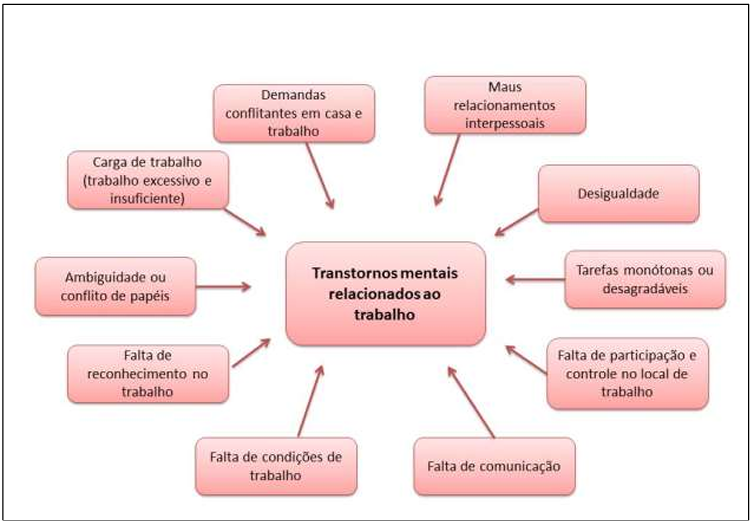 Demandas
conflitantes em casa e
trabalho
Maus
relacionamentos
interpessoais
Carga de trabalho
(trabalho excessivo e
insuficiente)
Desigualdade
Transtornos mentais
relacionados ao
trabalho
Ambiguidade ou
conflito de papéis
Tarefas monótonas ou
desagradáveis
Falta de
reconhecimento no
trabalho
Falta de participação e
controle no local de
trabalho
Falta de condições de
trabalho
Falta de comunicação